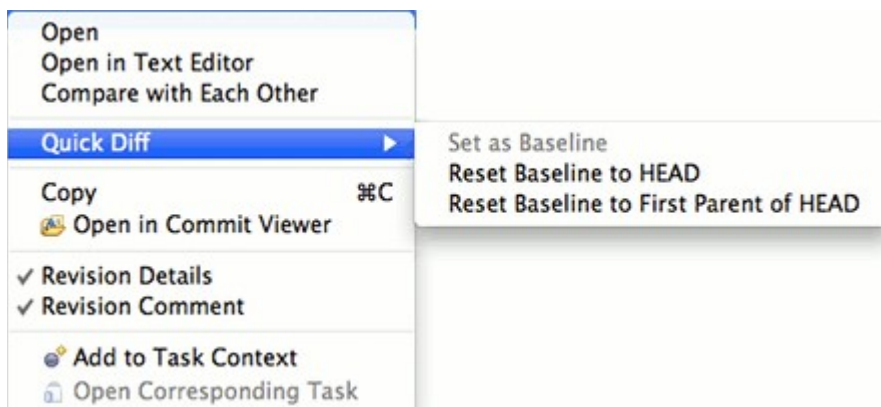 Open
Open in Text Editor
Compare with Each Other
Quick Diff
Set as Baseline
Reset Baseline to HEAD
Reset Baseline to First Parent of HEAD
Copy ⌘C
Open in Commit Viewer
✓ Revision Details
✓ Revision Comment
Add to Task Context
Open Corresponding Task